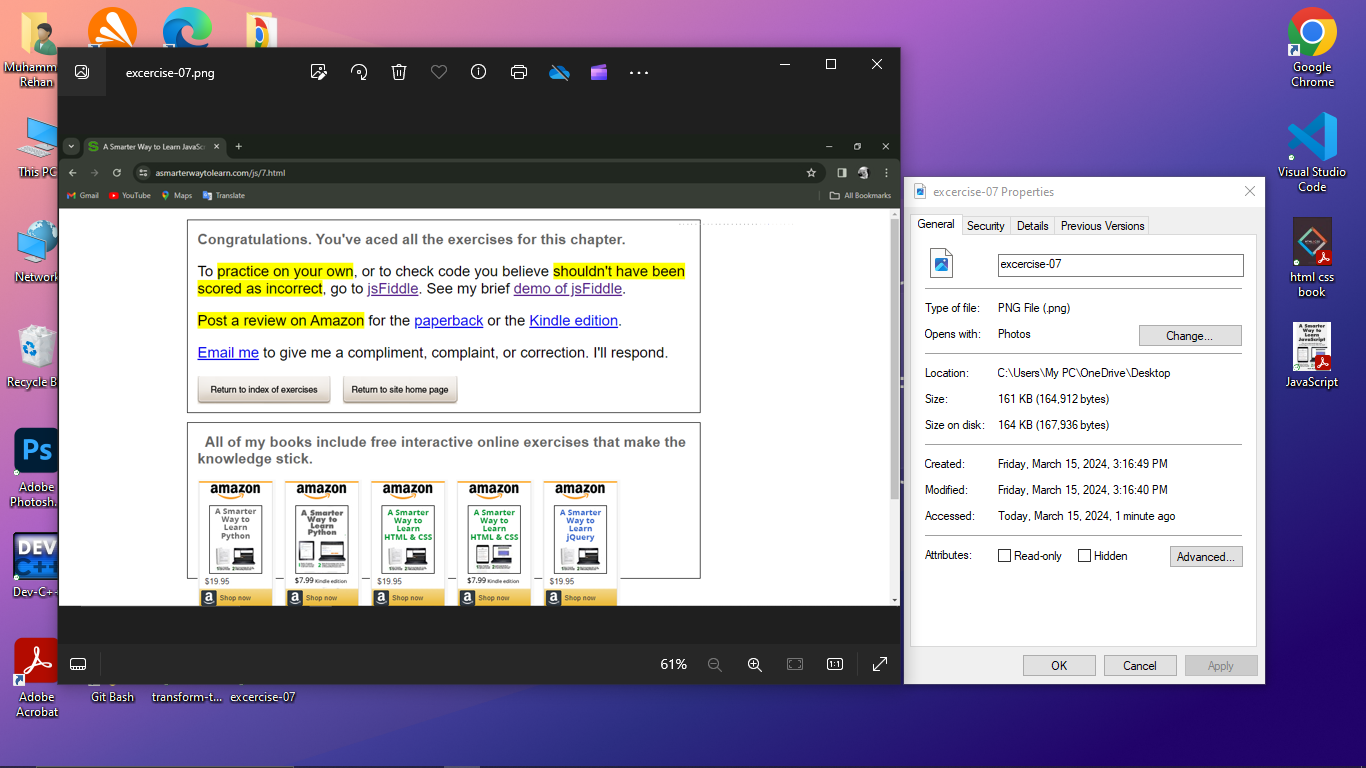 Muhamm...
Rehan
This PC
Network
Recycle B
Adobe
Photosh...
Dev-C++
Adobe
Acrobat
Git Bash
transform-t...
excercise-07
excercise-07.png
A Smarter Way to Learn JavaSc
asmarterwaytolearn.com/js/7.html
Gmail
YouTube
Maps
Translate
All Bookmarks
Congratulations. You've aced all the exercises for this chapter.
To practice on your own, or to check code you believe shouldn't have been
scored as incorrect, go to jsFiddle. See my brief demo of jsFiddle.
Post a review on Amazon for the paperback or the Kindle edition.
Email me to give me a compliment, complaint, or correction. I'll respond.
Return to index of exercises
Return to site home page
All of my books include free interactive online exercises that make the
knowledge stick.
amazon
A Smarter
Way to
Learn
Python
$19.95
Shop now
amazon
A Smarter
Way to
Learn
Python
$7.99 Kindle edition
Shop now
amazon
A Smarter
Way to
Learn
HTML & CSS
$19.95
Shop now
amazon
A Smarter
Way to
Learn
HTML & CSS
$7.99 Kindle edition
Shop now
amazon
A Smarter
Way to
Learn
jQuery
$19.95
Shop now
61%
1:1
excercise-07 Properties
General
Security
Details
Previous Versions
excercise-07
Type of file: PNG File (.png)
Opens with: Photos
Change...
Location: C:\Users\My PC\OneDrive\Desktop
Size: 161 KB (164,912 bytes)
Size on disk: 164 KB (167,936 bytes)
Created: Friday, March 15, 2024, 3:16:49 PM
Modified: Friday, March 15, 2024, 3:16:40 PM
Accessed: Today, March 15, 2024, 1 minute ago
Attributes: Read-only Hidden
Advanced...
OK
Cancel
Apply
Google
Chrome
Visual Studio
Code
html css
book
A Smarter
Way to
Learn
JavaScript
JavaScript
Ps
DEV
C++